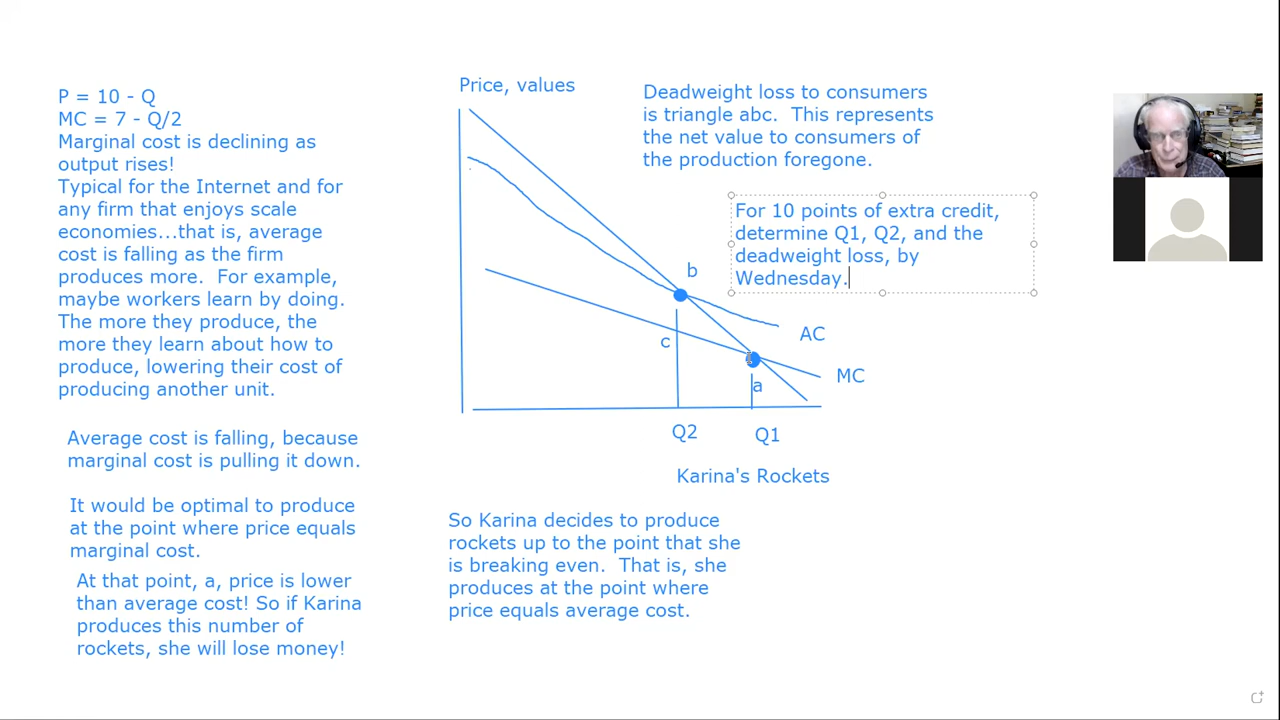 P = 10 - Q
MC = 7 - Q/2
Marginal cost is declining as
output rises!
Typical for the Internet and for
any firm that enjoys scale
economies...that is, average
cost is falling as the firm
produces more.  For example,
maybe workers learn by doing.
The more they produce, the
more they learn about how to
produce, lowering their cost of
producing another unit.
Average cost is falling, because
marginal cost is pulling it down.
It would be optimal to produce
at the point where price equals
marginal cost.
At that point, a, price is lower
than average cost! So if Karina
produces this number of
rockets, she will lose money!
Price, values
Deadweight loss to consumers
is triangle abc.  This represents
the net value to consumers of
the production foregone.
For 10 points of extra credit,
determine Q1, Q2, and the
deadweight loss, by
Wednesday.
b
c
AC
MC
a
Q2
Q1
Karina's Rockets
So Karina decides to produce
rockets up to the point that she
is breaking even.  That is, she
produces at the point where
price equals average cost.